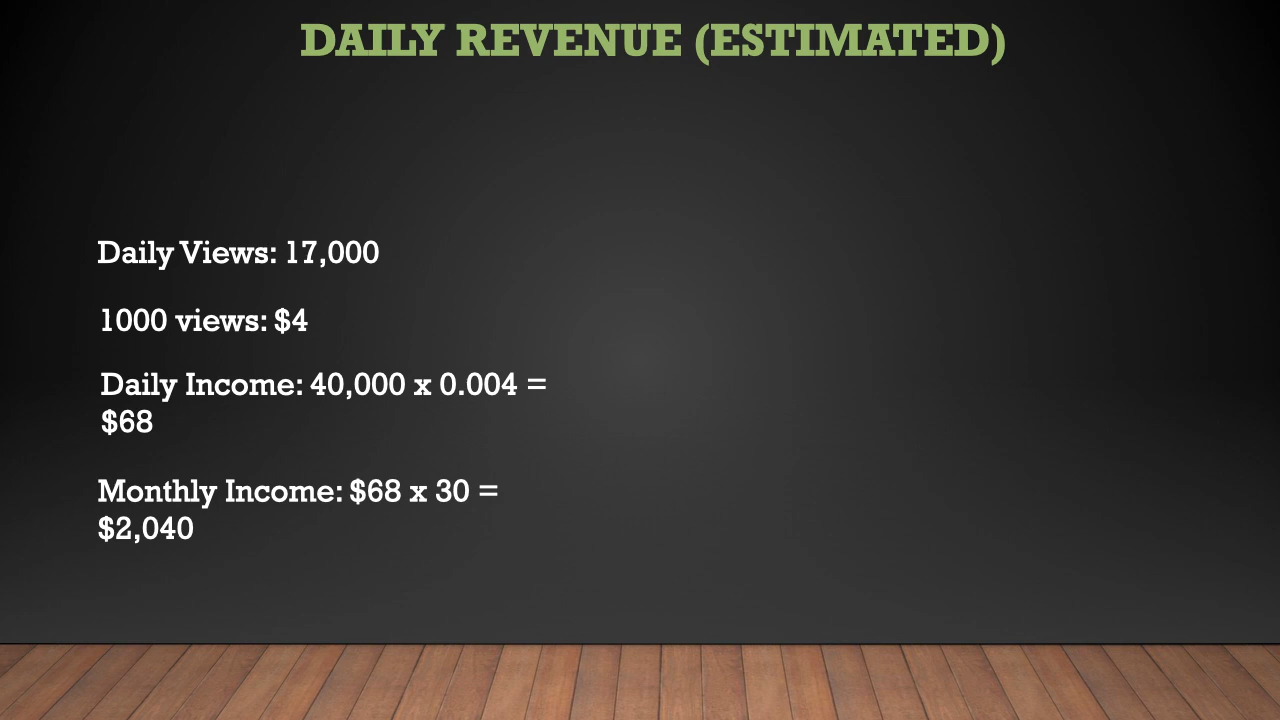 DAILY REVENUE (ESTIMATED)
Daily Views: 17,000
1000 views: $4
Daily Income: 40,000 x 0.004 =
$68
Monthly Income: $68 x 30 =
$2,040